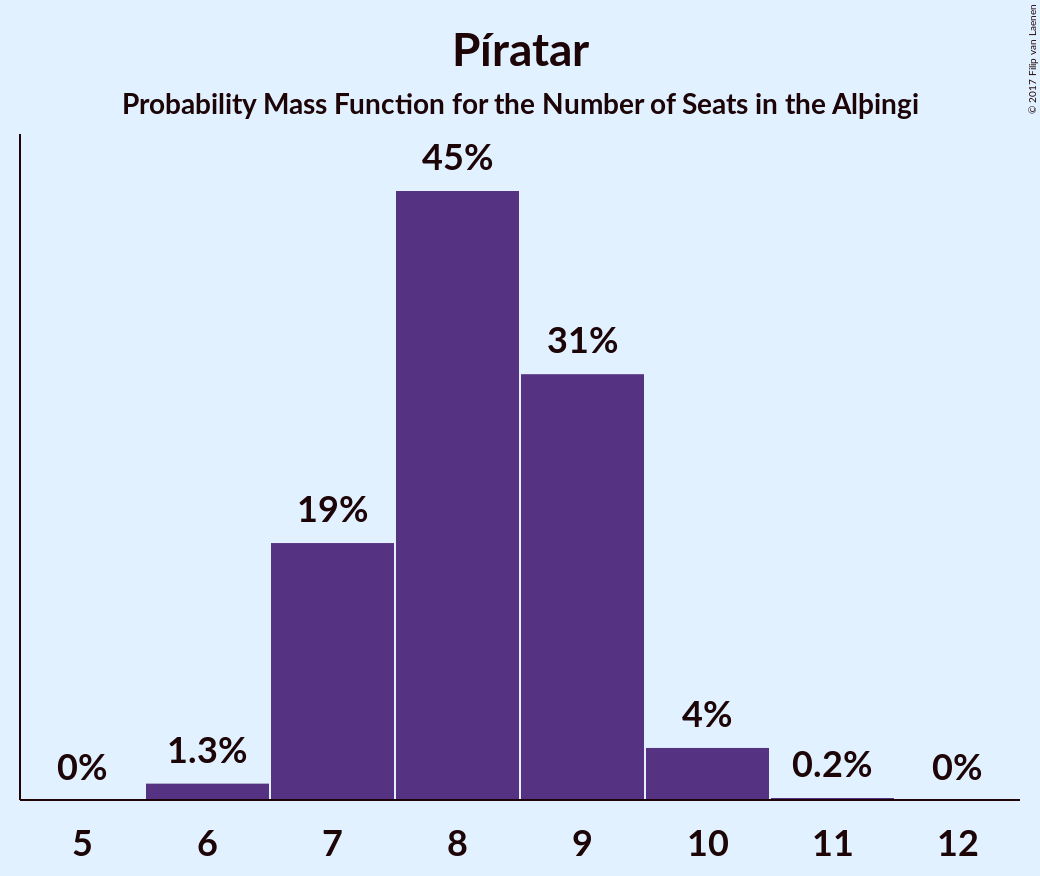 Píratar
Probability Mass Function for the Number of Seats in the Alþingi
© 2017 Filip van Laenen
45%
31%
19%
4%
1.3%
0.2%
0%
0%
5 6 7 8 9 10 11 12